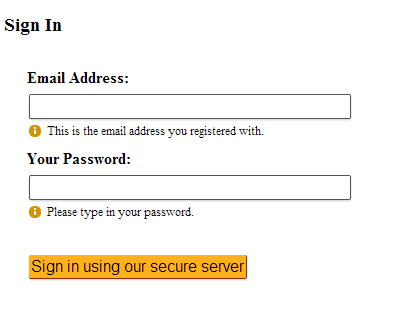 Sign In
Email Address:
This is the email address you registered with.
Your Password:
Please type in your password.
Sign in using our secure server